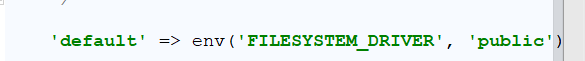 'default' => env('FILESYSTEM_DRIVER', 'public')